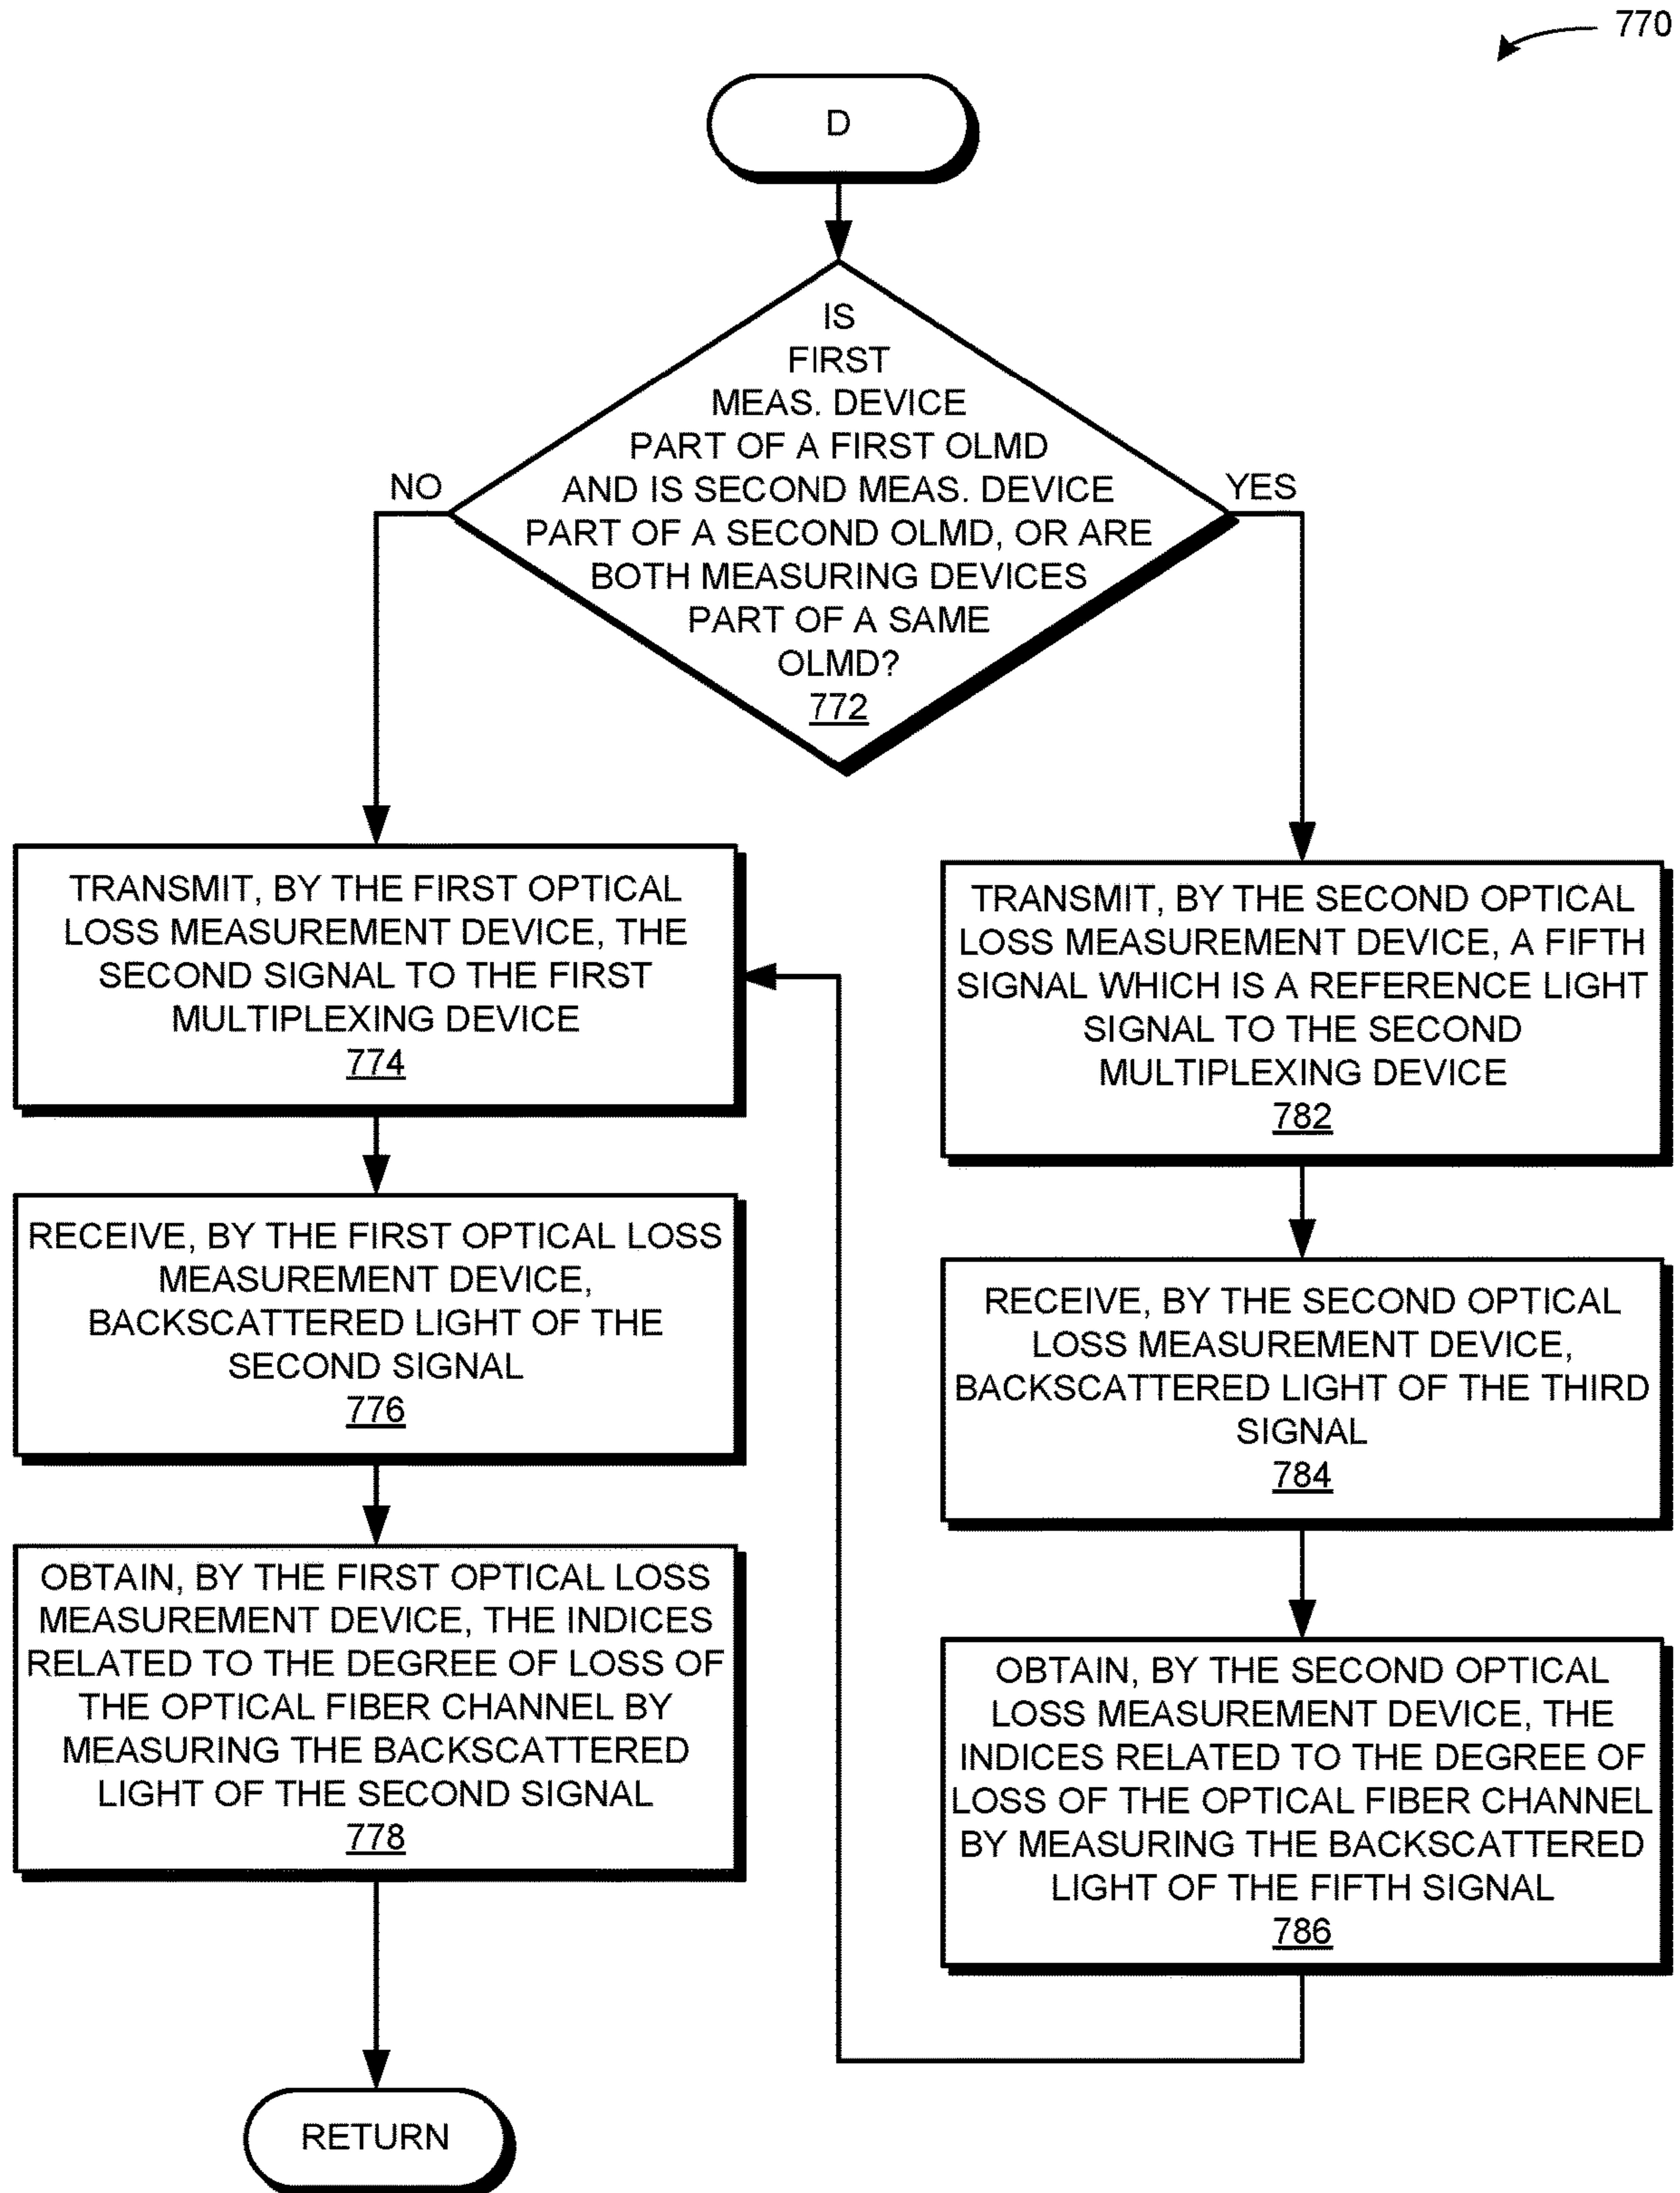 770
D
IS
FIRST
MEAS. DEVICE
PART OF A FIRST OLMD
AND IS SECOND MEAS. DEVICE
PART OF A SECOND OLMD, OR ARE
BOTH MEASURING DEVICES
PART OF A SAME
OLMD?
772
NO
YES
TRANSMIT, BY THE FIRST OPTICAL
LOSS MEASUREMENT DEVICE, THE
SECOND SIGNAL TO THE FIRST
MULTIPLEXING DEVICE
774
RECEIVE, BY THE FIRST OPTICAL LOSS
MEASUREMENT DEVICE,
BACKSCATTERED LIGHT OF THE
SECOND SIGNAL
776
OBTAIN, BY THE FIRST OPTICAL LOSS
MEASUREMENT DEVICE, THE INDICES
RELATED TO THE DEGREE OF LOSS OF
THE OPTICAL FIBER CHANNEL BY
MEASURING THE BACKSCATTERED
LIGHT OF THE SECOND SIGNAL
778
RETURN
TRANSMIT, BY THE SECOND OPTICAL
LOSS MEASUREMENT DEVICE, A FIFTH
SIGNAL WHICH IS A REFERENCE LIGHT
SIGNAL TO THE SECOND
MULTIPLEXING DEVICE
782
RECEIVE, BY THE SECOND OPTICAL
LOSS MEASUREMENT DEVICE,
BACKSCATTERED LIGHT OF THE THIRD
SIGNAL
784
OBTAIN, BY THE SECOND OPTICAL
LOSS MEASUREMENT DEVICE, THE
INDICES RELATED TO THE DEGREE OF
LOSS OF THE OPTICAL FIBER CHANNEL
BY MEASURING THE BACKSCATTERED
LIGHT OF THE FIFTH SIGNAL
786